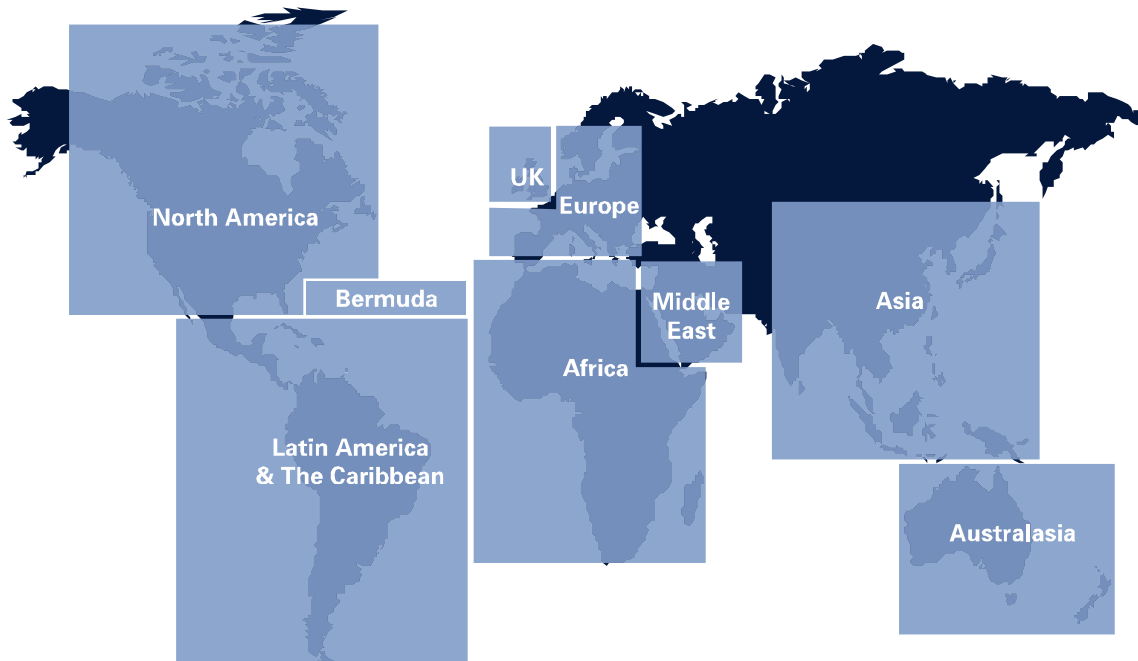 UK
Europe
North America
Bermuda
Middle
East
Asia
Africa
Latin America
& The Caribbean
Australasia